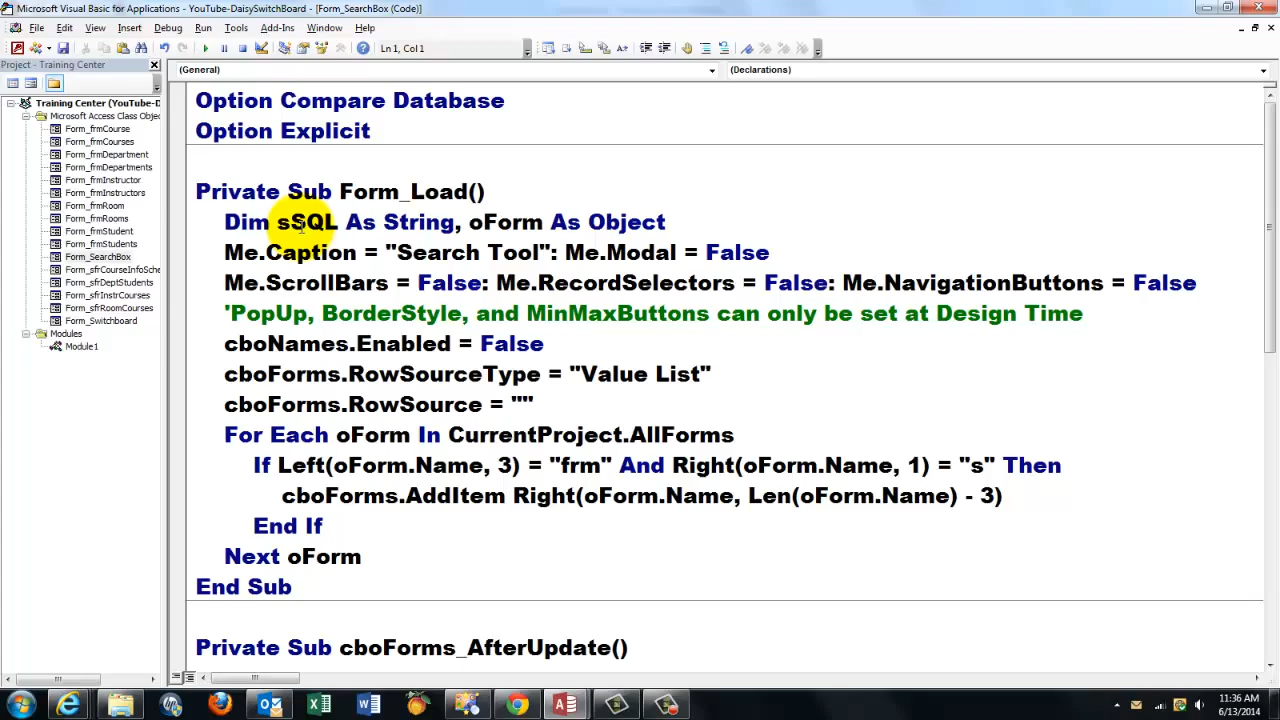 Microsoft Visual Basic for Applications - YouTube-DaisySwitchBoard - [Form_SearchBox (Code)]
File Edit View Insert Format Debug Run Tools Add-Ins Window Help
Ln 1, Col 1
Project - Training Center
(General) (Declarations)
Training Center (YouTube-D
Microsoft Access Class Objec
Form_frmCourse
Form_frmCourses
Form_frmDepartment
Form_frmDepartments
Form_frmInstructor
Form_frmInstructors
Form_frmRoom
Form_frmRooms
Form_frmStudent
Form_frmStudents
Form_SearchBox
Form_sfrCourseInfoSche
Form_sfrDeptStudents
Form_sfrInstrCourses
Form_sfrRoomCourses
Form_Switchboard
Modules
Module1
Option Compare Database
Option Explicit
Private Sub Form_Load()
Dim sSQL As String, oForm As Object
Me.Caption = "Search Tool": Me.Modal = False
Me.ScrollBars = False: Me.RecordSelectors = False: Me.NavigationButtons = False
'PopUp, BorderStyle, and MinMaxButtons can only be set at Design Time
cboNames.Enabled = False
cboForms.RowSourceType = "Value List"
cboForms.RowSource = ""
For Each oForm In CurrentProject.AllForms
If Left(oForm.Name, 3) = "frm" And Right(oForm.Name, 1) = "s" Then
cboForms.AddItem Right(oForm.Name, Len(oForm.Name) - 3)
End If
Next oForm
End Sub
Private Sub cboForms_AfterUpdate()
11:36 AM
6/13/2014